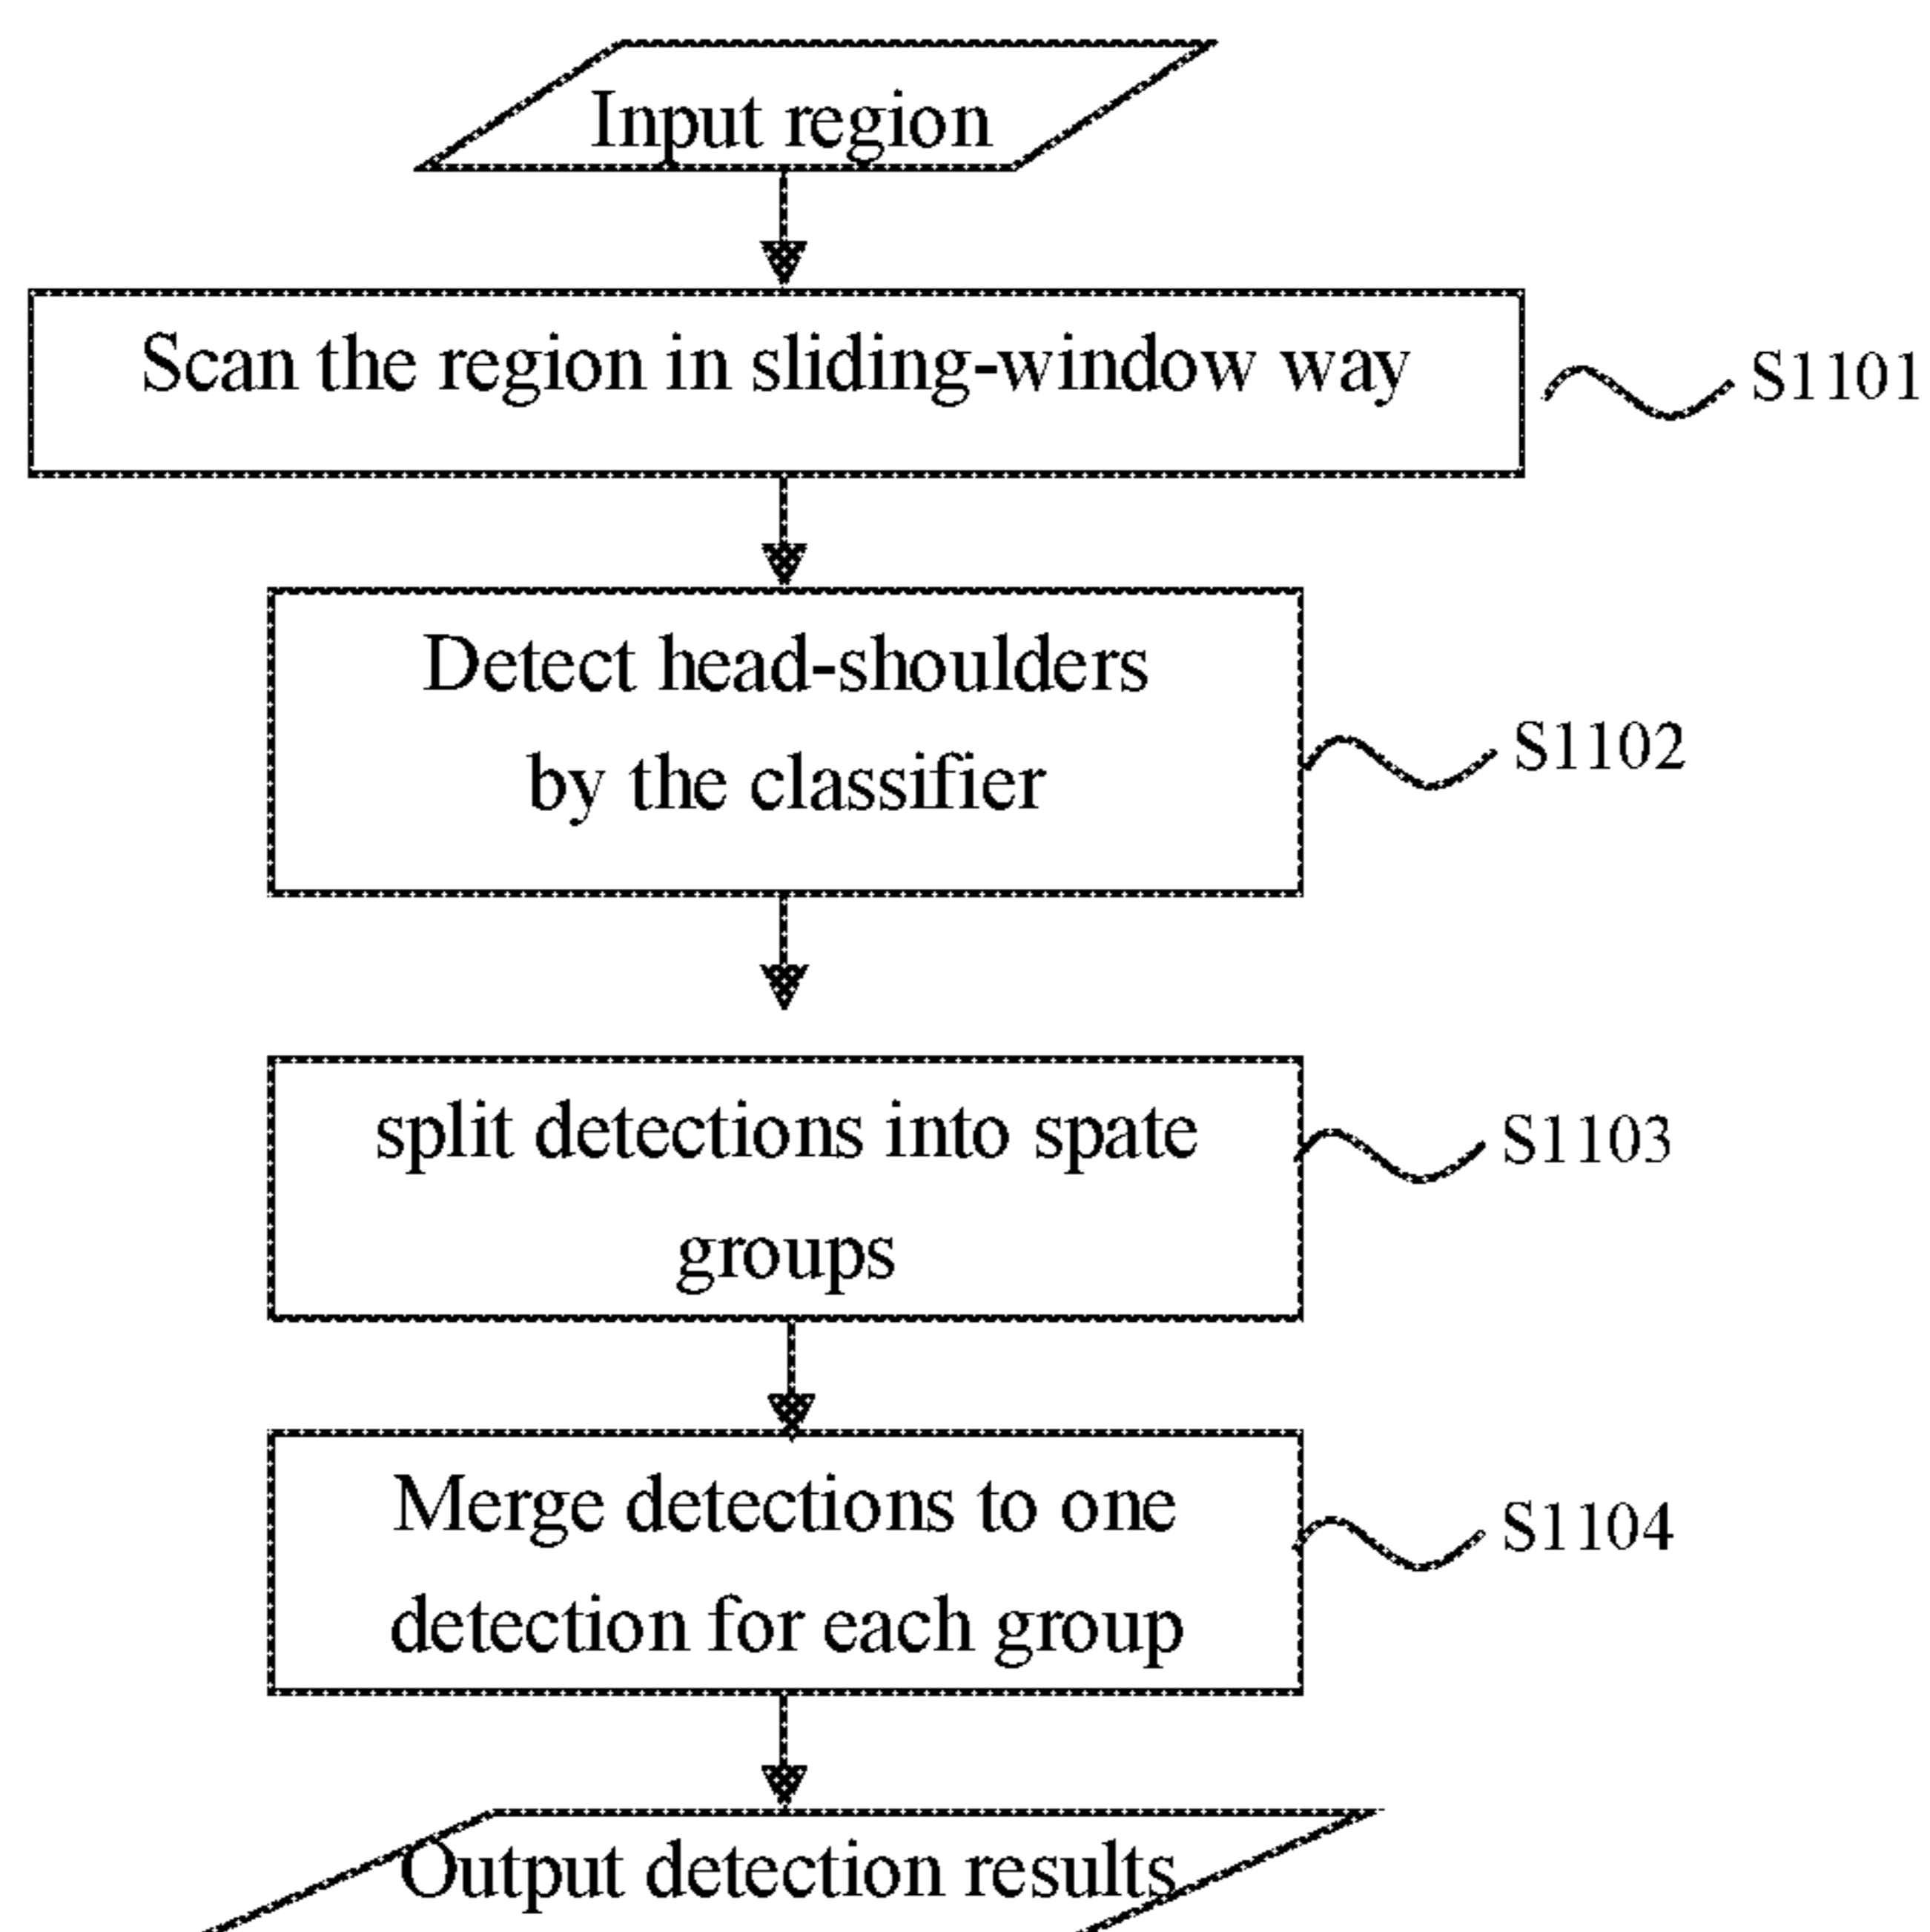 Input region
Scan the region in sliding-window way
S1101
Detect head-shoulders
by the classifier
S1102
split detections into spate
groups
S1103
Merge detections to one
detection for each group
S1104
Output detection results